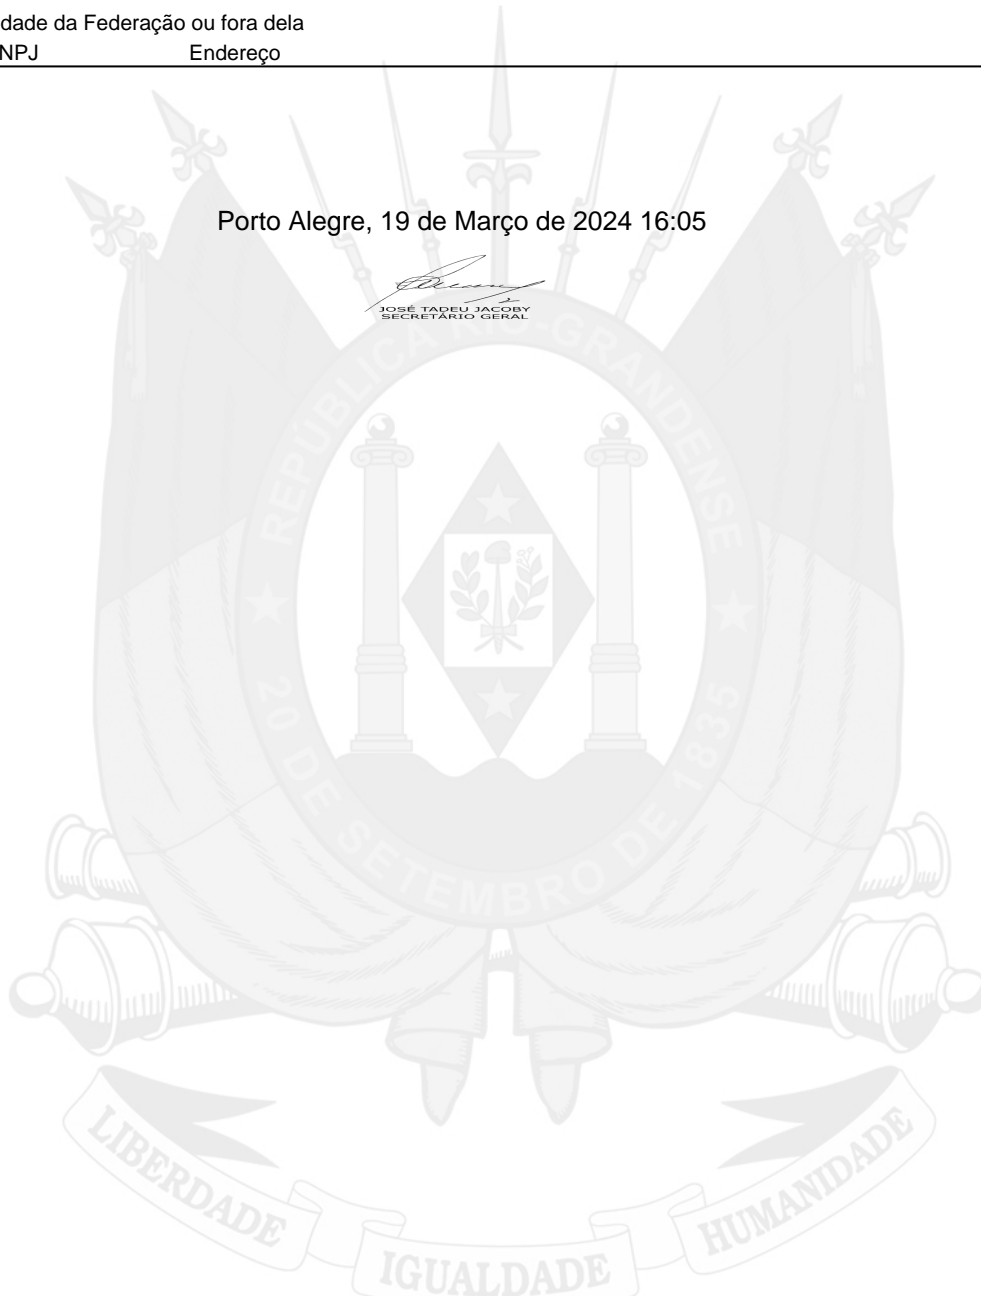 dade da Federação ou fora dela
NPJ Endereço
Porto Alegre, 19 de Março de 2024 16:05
JOSÉ TADEU JACOBY
SECRETÁRIO GERAL
REPÚBLICA RIO-GRANDENSE
20 DE SETEMBRO DE 1835
LIBERDADE
IGUALDADE
HUMANIDADE